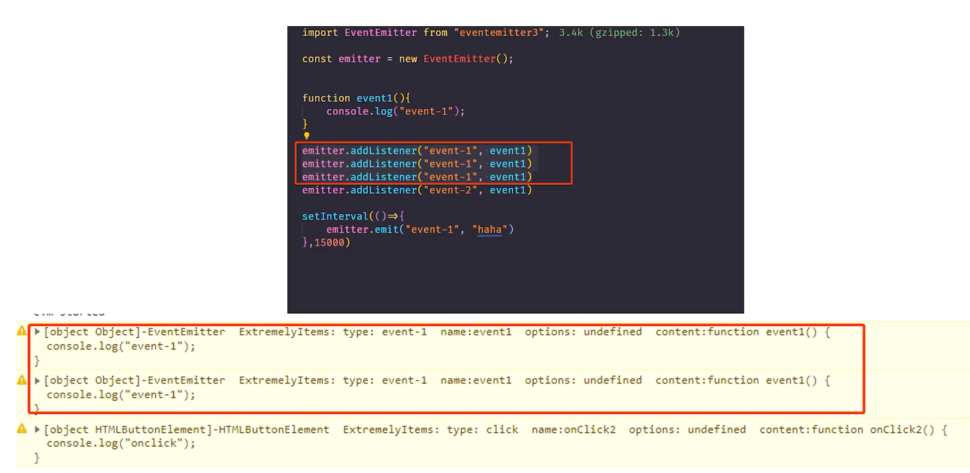 import EventEmitter from "eventemitter3"; 3.4k (gzipped: 1.3k)
const emitter = new EventEmitter();
function event1(){
console.log("event-1");
}
emitter.addListener("event-1", event1)
emitter.addListener("event-1", event1)
emitter.addListener("event-1", event1)
emitter.addListener("event-2", event1)
setInterval(()⇒{
emitter.emit("event-1", "haha")
},15000)
[object Object]-EventEmitter ExtremelyItems: type: event-1 name:event1 options: undefined content:function event1() {
console.log("event-1");
}
[object Object]-EventEmitter ExtremelyItems: type: event-1 name:event1 options: undefined content:function event1() {
console.log("event-1");
}
[object HTMLButtonElement]-HTMLButtonElement ExtremelyItems: type: click name:onClick2 options: undefined content:function onClick2() {
console.log("onclick");
}